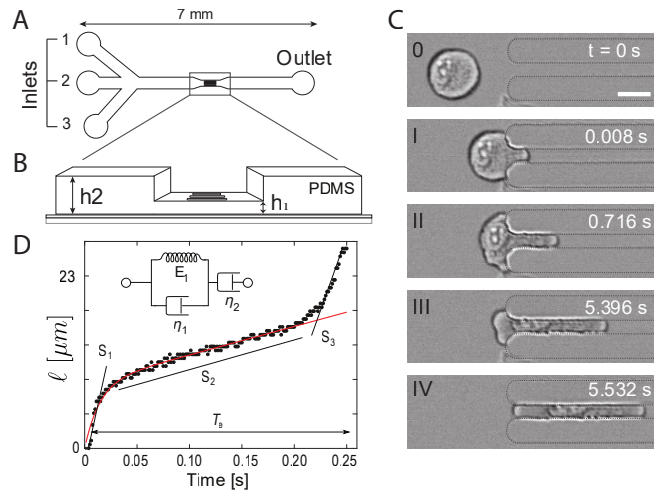 A
7 mm
Inlets
1
2
3
Outlet
B
h2
h₁
PDMS
C
0
t = 0 s
I
0.008 s
II
0.716 s
III
5.396 s
IV
5.532 s
D
23
0
ℓ [μm]
E₁
η₁
η₂
S₁
S₂
S₃
0.00
0.05
0.10
0.15
0.20
0.25
Time [s]